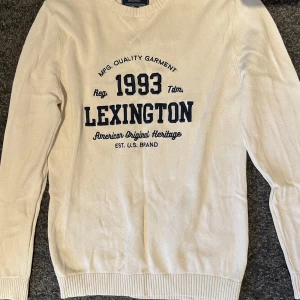 MFG. QUALITY GARMENT
Reg. 1993 Tdm.
LEXINGTON
American Original Heritage
EST. U.S. BRAND